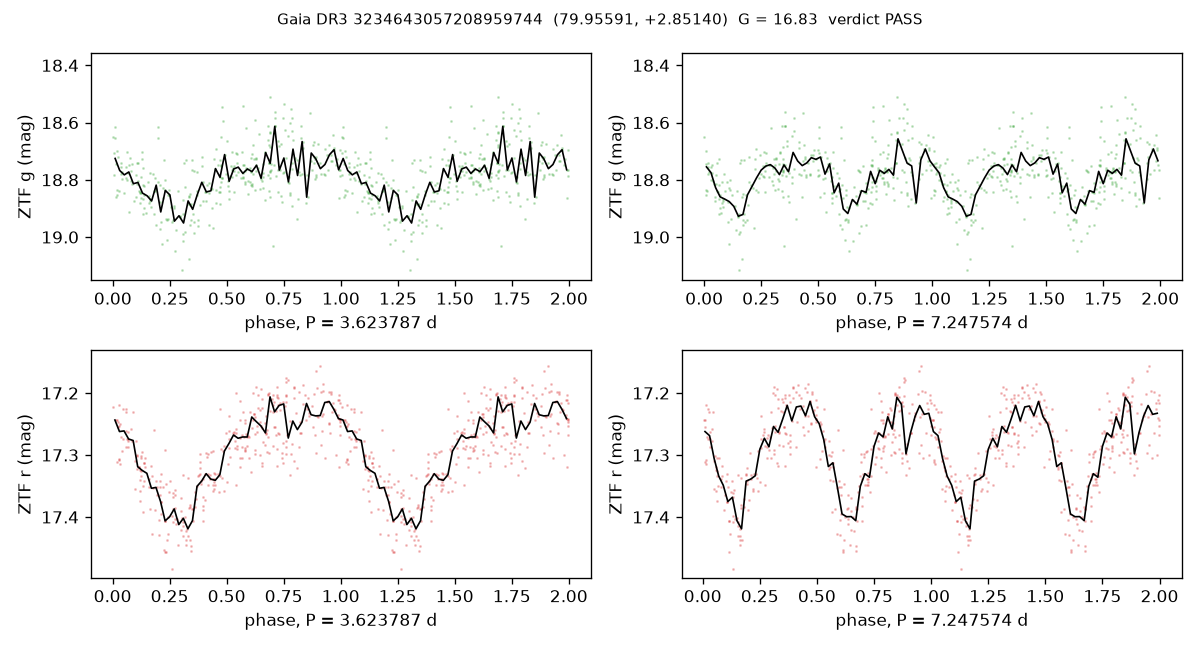 Gaia DR3 3234643057208959744 (79.95591, +2.85140) G = 16.83 verdict PASS
ZTF g (mag)
18.4
18.6
18.8
19.0
0.00 0.25 0.50 0.75 1.00 1.25 1.50 1.75 2.00
phase, P = 3.623787 d
ZTF g (mag)
18.4
18.6
18.8
19.0
0.00 0.25 0.50 0.75 1.00 1.25 1.50 1.75 2.00
phase, P = 7.247574 d
ZTF r (mag)
17.2
17.3
17.4
0.00 0.25 0.50 0.75 1.00 1.25 1.50 1.75 2.00
phase, P = 3.623787 d
ZTF r (mag)
17.2
17.3
17.4
0.00 0.25 0.50 0.75 1.00 1.25 1.50 1.75 2.00
phase, P = 7.247574 d